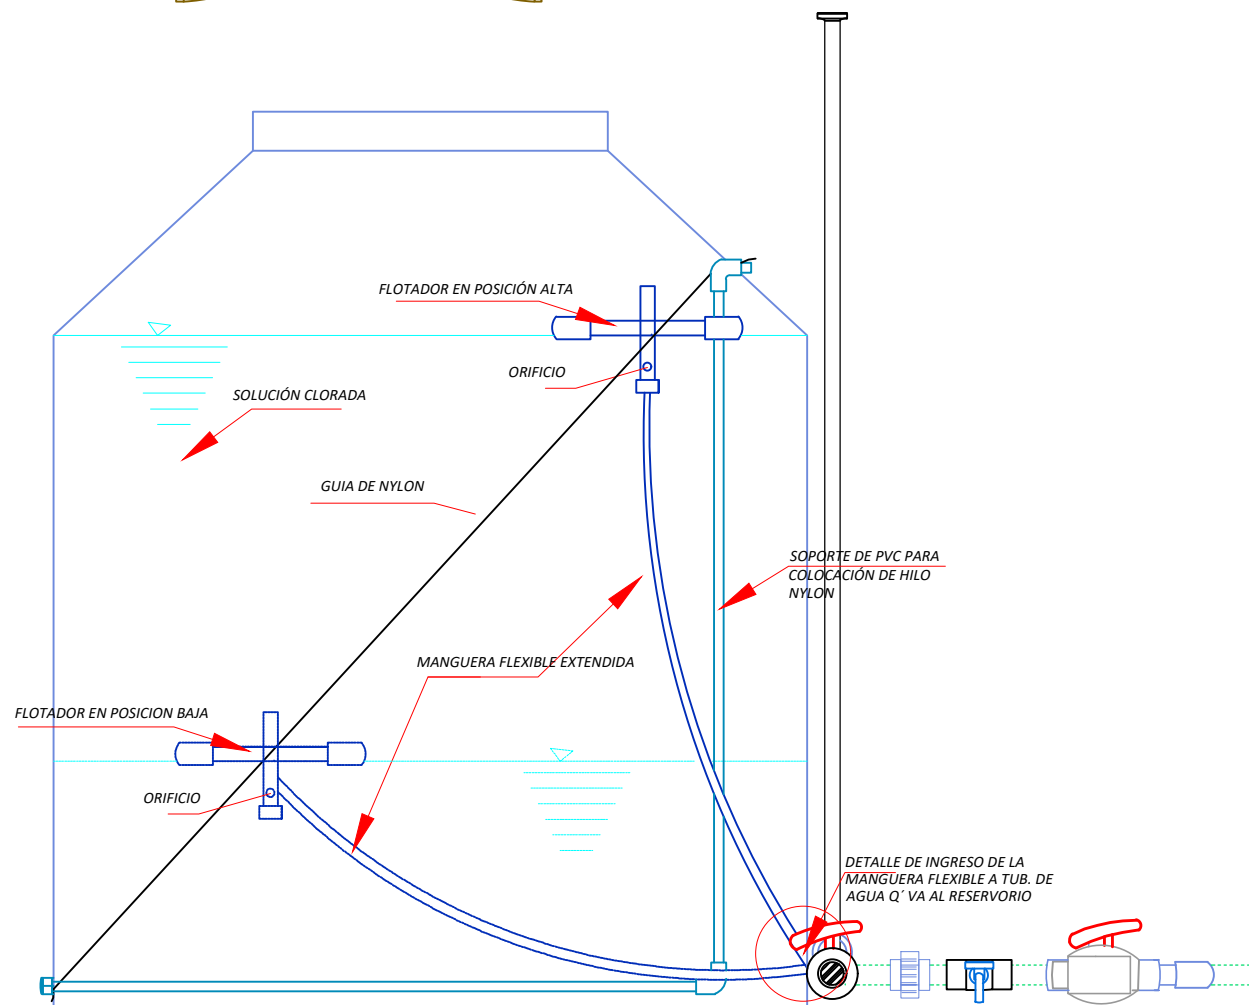 FLOTADOR EN POSICIÓN ALTA
ORIFICIO
SOLUCIÓN CLORADA
GUIA DE NYLON
SOPORTE DE PVC PARA
COLOCACIÓN DE HILO
NYLON
MANGUERA FLEXIBLE EXTENDIDA
FLOTADOR EN POSICION BAJA
ORIFICIO
DETALLE DE INGRESO DE LA
MANGUERA FLEXIBLE A TUB. DE
AGUA Q´ VA AL RESERVORIO